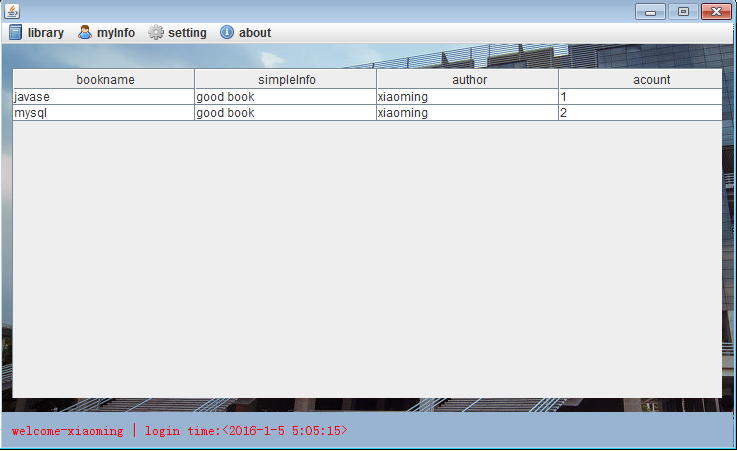 library myInfo setting about
bookname simpleInfo author acount
javase good book xiaoming 1
mysql good book xiaoming 2
welcome-xiaoming | login time:<2016-1-5 5:05:15>